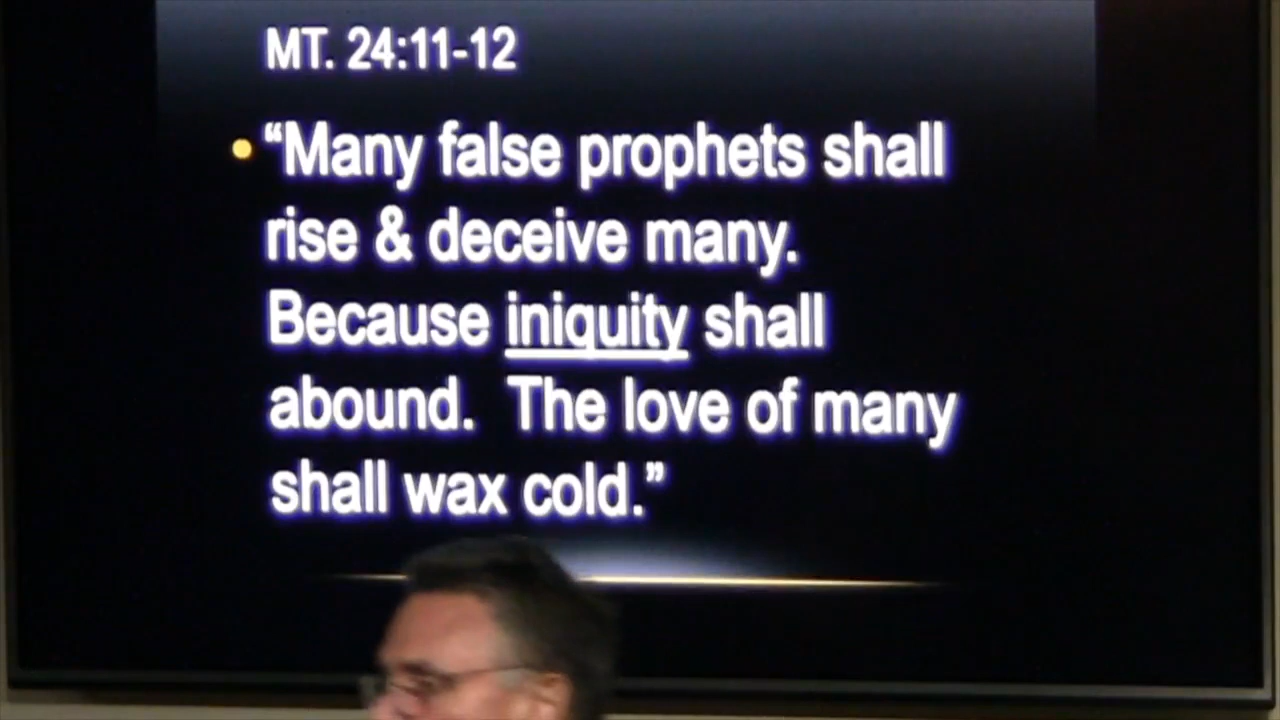 MT. 24:11-12
• “Many false prophets shall
rise & deceive many.
Because iniquity shall
abound.  The love of many
shall wax cold.”